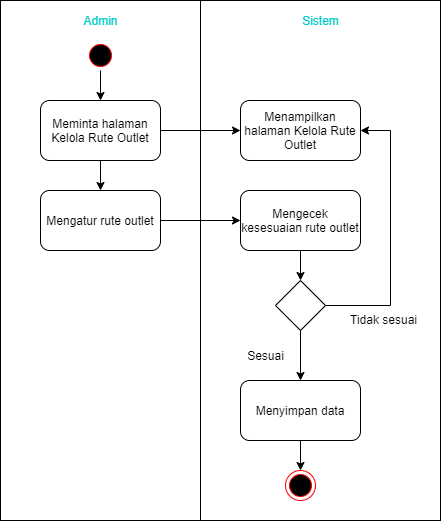 Admin
Sistem
Meminta halaman
Kelola Rute Outlet
Menampilkan
halaman Kelola Rute
Outlet
Mengatur rute outlet
Mengecek
kesesuaian rute outlet
Tidak sesuai
Sesuai
Menyimpan data